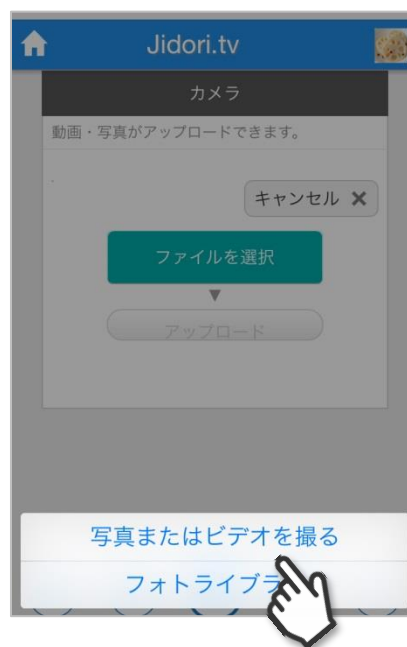 Jidori.tv
カメラ
動画・写真がアップロードできます。
キャンセル ×
ファイルを選択
▼
アップロード
写真またはビデオを撮る
フォトライブラ